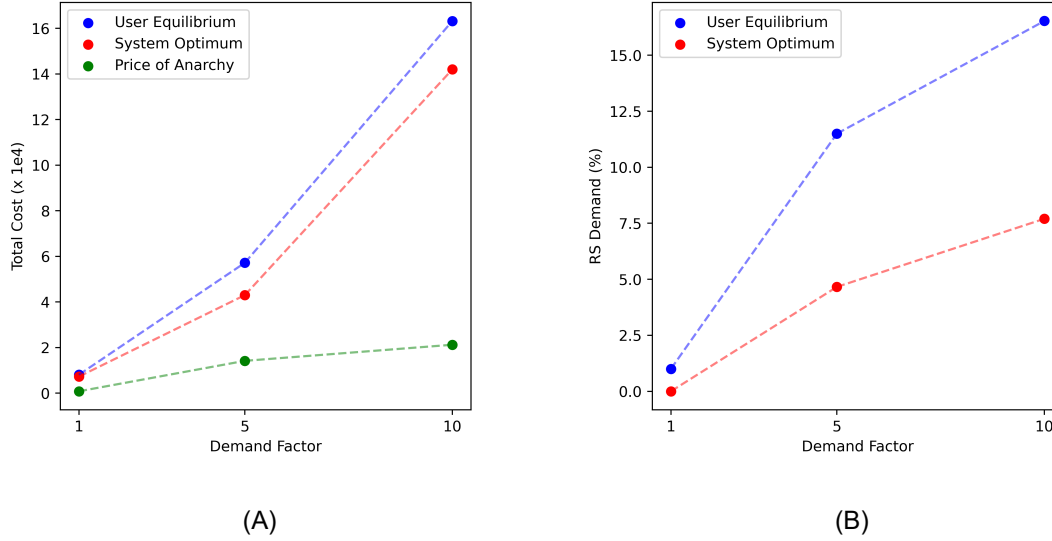 User Equilibrium
System Optimum
Price of Anarchy
16
14
12
10
8
6
4
2
0
Total Cost (x 1e4)
1 5 10
Demand Factor
(A)
User Equilibrium
System Optimum
15.0
12.5
10.0
7.5
5.0
2.5
0.0
RS Demand (%)
1 5 10
Demand Factor
(B)